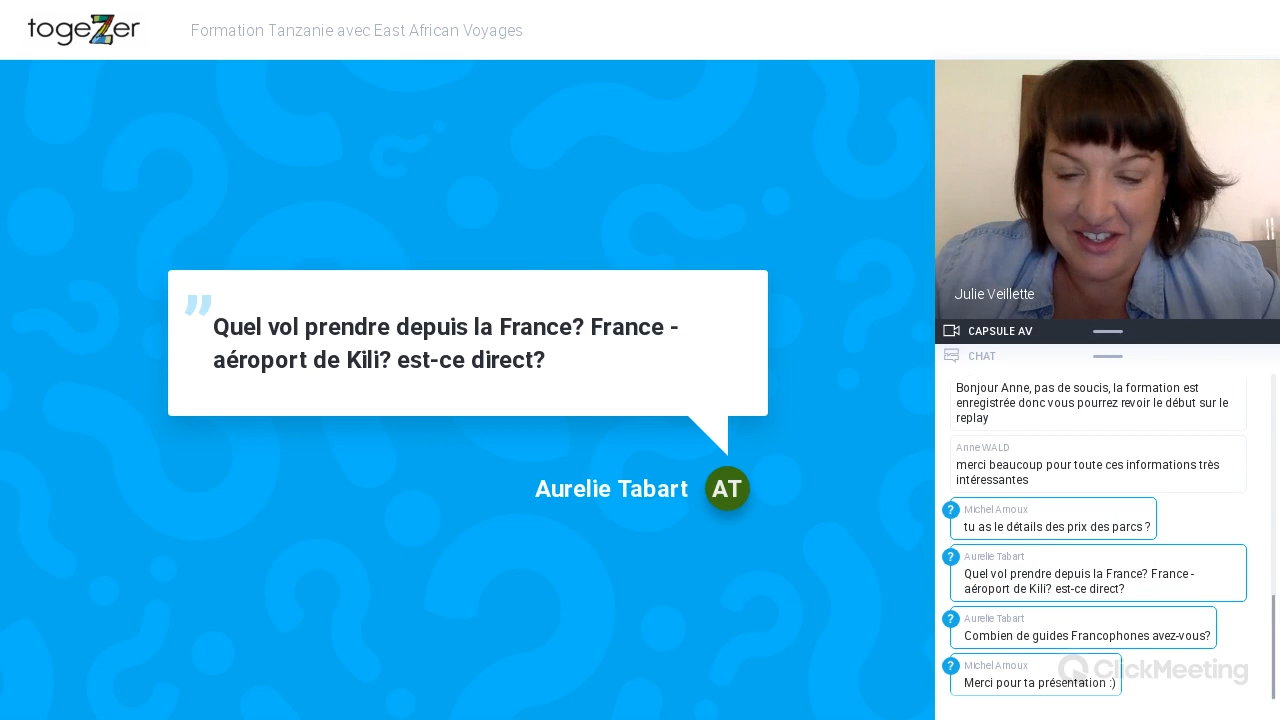 togeZer
Formation Tanzanie avec East African Voyages
Quel vol prendre depuis la France? France -
aéroport de Kili? est-ce direct?
Aurelie Tabart
AT
Julie Veillette
CAPSULE AV
CHAT
Bonjour Anne, pas de soucis, la formation est
enregistrée donc vous pourrez revoir le début sur le
replay
Anne WALD
merci beaucoup pour toute ces informations très
intéressantes
?
Michel Arnoux
tu as le détails des prix des parcs ?
?
Aurelie Tabart
Quel vol prendre depuis la France? France -
aéroport de Kili? est-ce direct?
?
Aurelie Tabart
Combien de guides Francophones avez-vous?
?
Michel Arnoux
Merci pour ta présentation :)
ClickMeeting